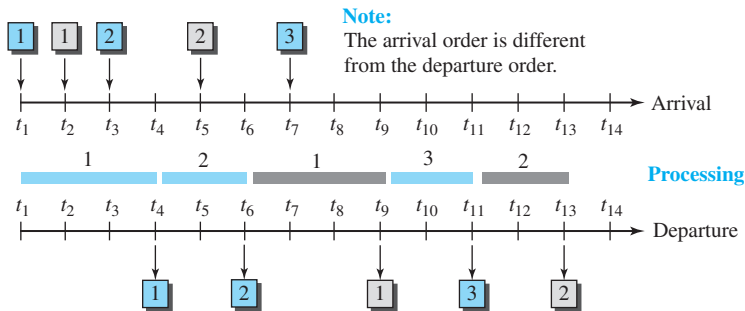 Note:
The arrival order is different
from the departure order.
1 1 2 2 3
Arrival
t1 t2 t3 t4 t5 t6 t7 t8 t9 t10 t11 t12 t13 t14
1 2 1 3 2
Processing
t1 t2 t3 t4 t5 t6 t7 t8 t9 t10 t11 t12 t13 t14
Departure
1 2 1 3 2